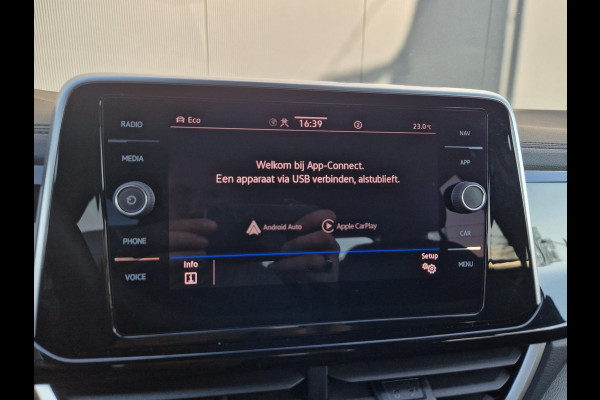 RADIO
MEDIA
PHONE
VOICE
Eco
16:39
2
23.0°C
Welkom bij App-Connect.
Een apparaat via USB verbinden, alstublieft.
Android Auto
Apple CarPlay
Info
Setup
NAV
APP
CAR
MENU